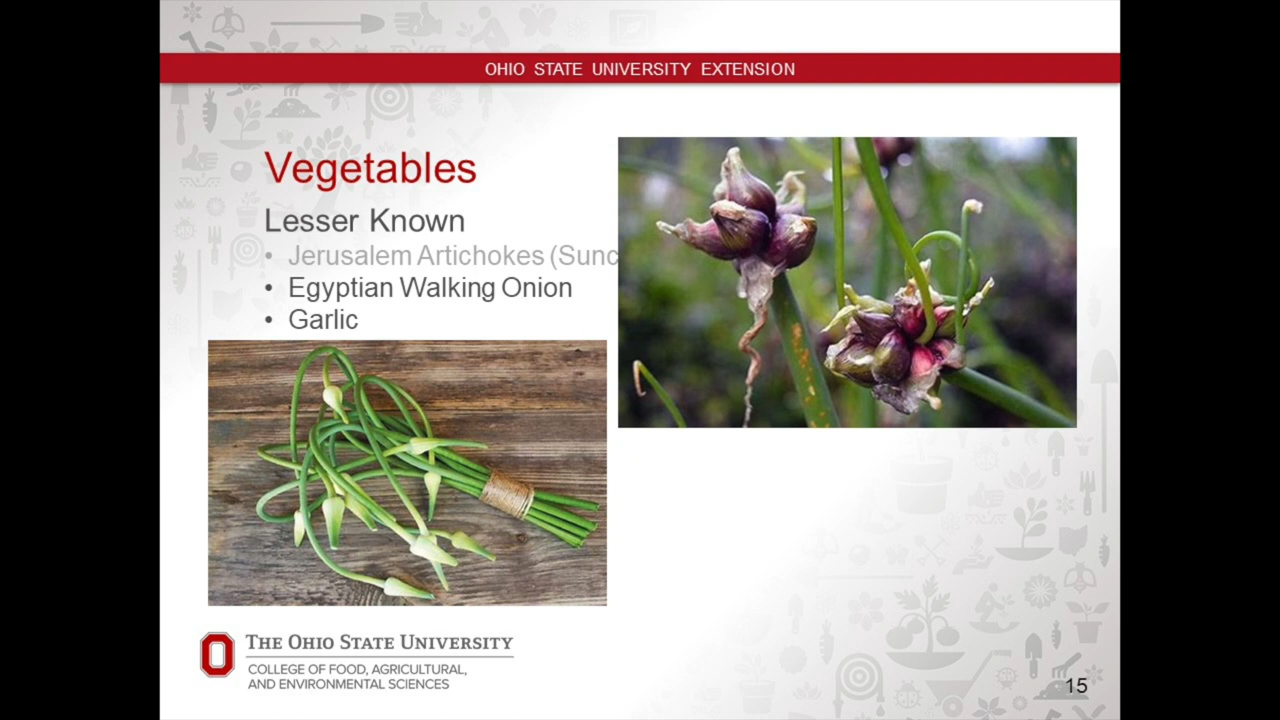 OHIO STATE UNIVERSITY EXTENSION
Vegetables
Lesser Known
• Jerusalem Artichokes (Sunc
• Egyptian Walking Onion
• Garlic
THE OHIO STATE UNIVERSITY
COLLEGE OF FOOD, AGRICULTURAL,
AND ENVIRONMENTAL SCIENCES
15